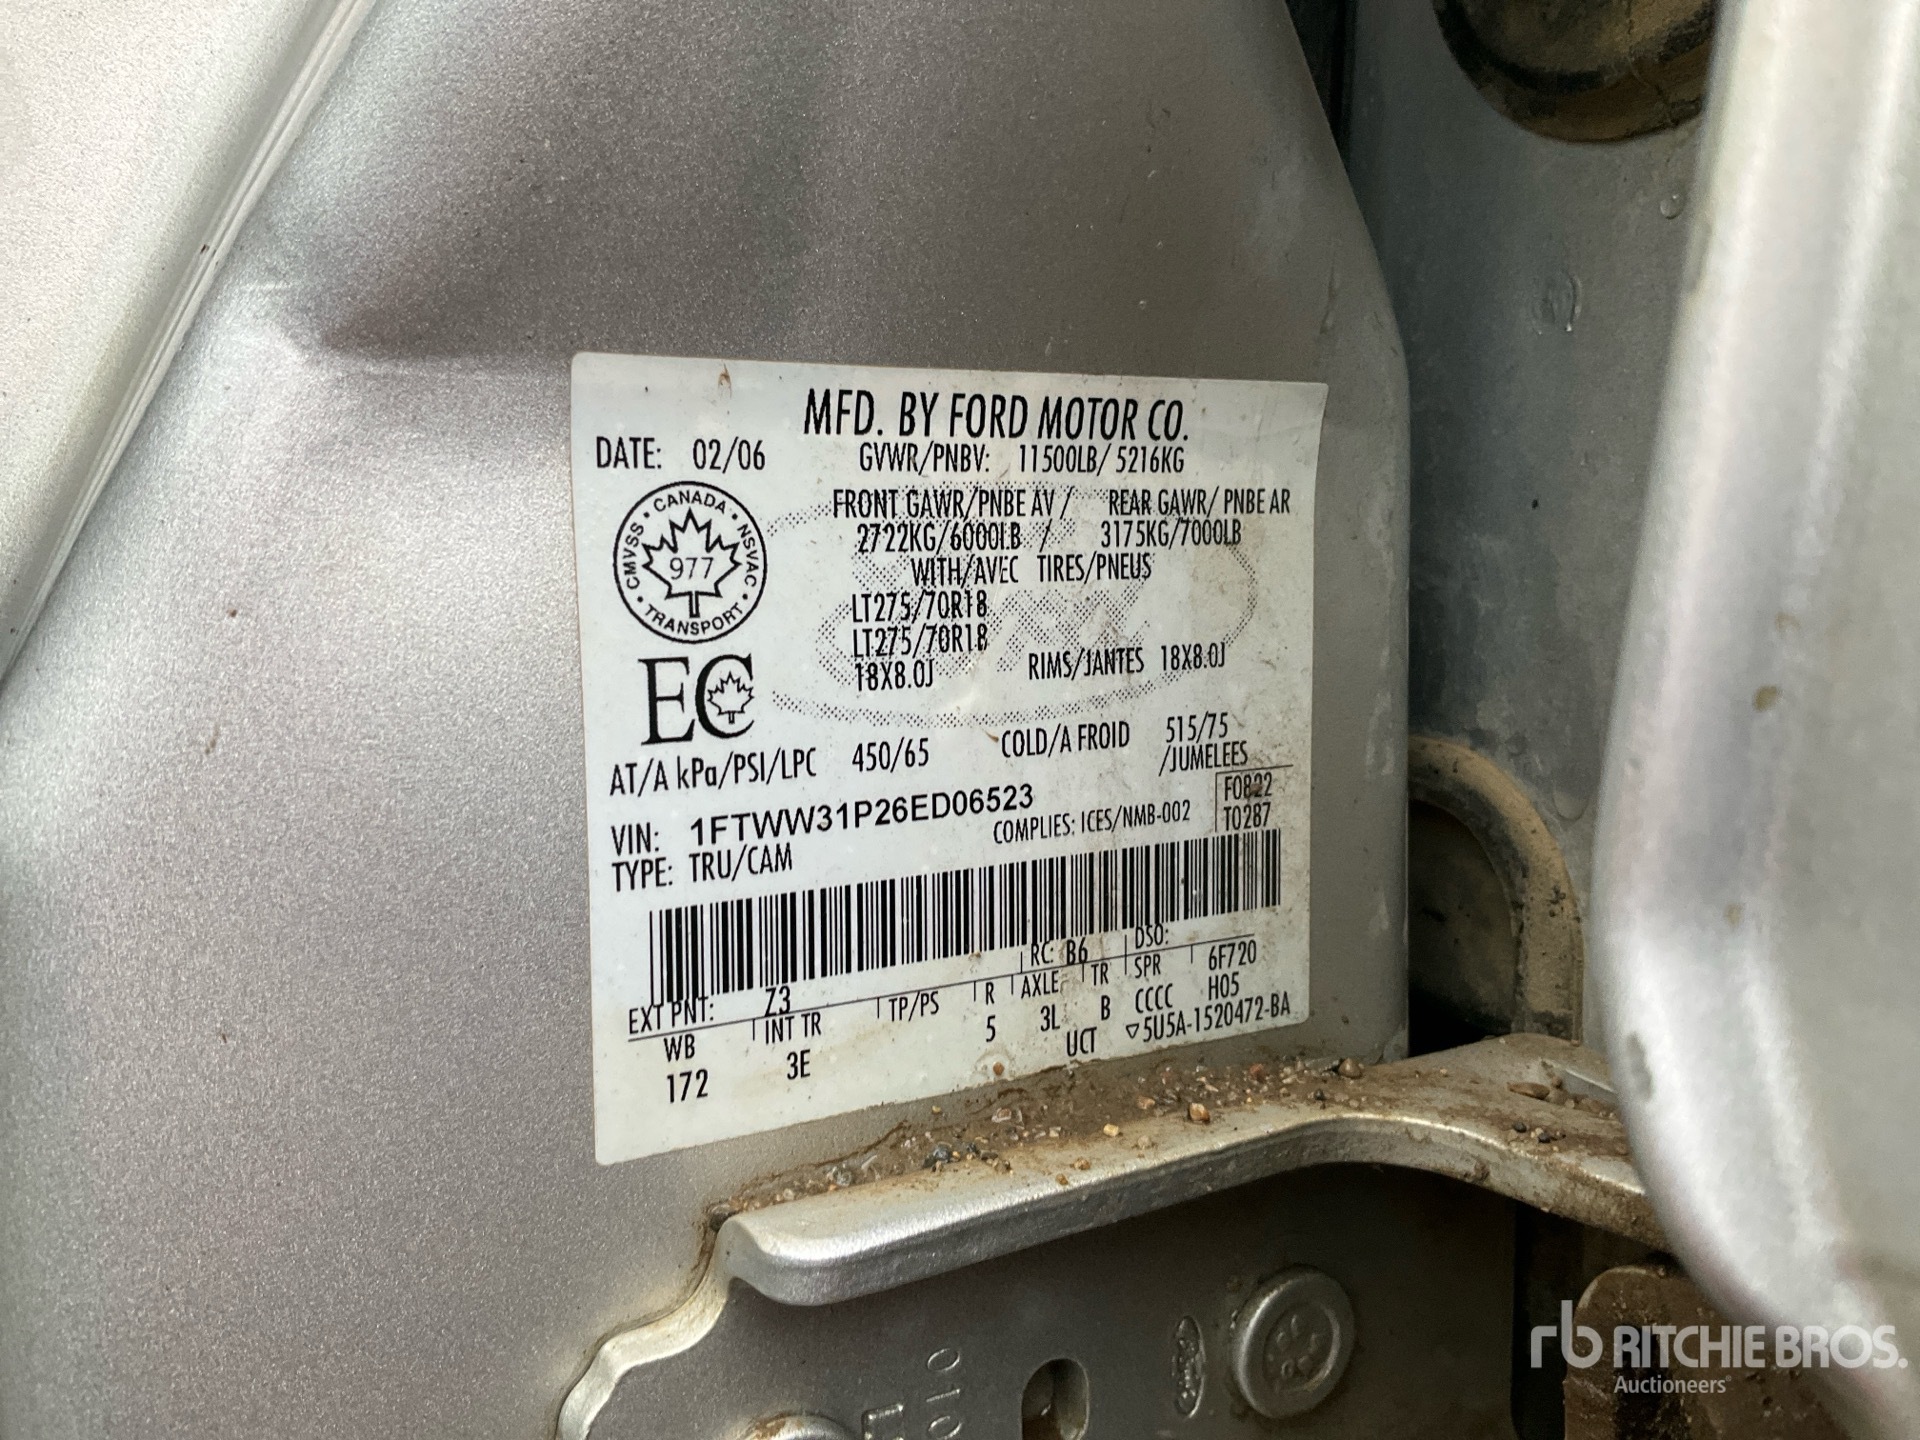 MFD. BY FORD MOTOR CO.
DATE: 02/06
GVWR/PNBV: 11500LB/ 5216KG
FRONT GAWR/PNBE AV / REAR GAWR/ PNBE AR
2722KG/6000LB / 3175KG/7000LB
WITH/AVEC TIRES/PNEUS
LT275/70R18
LT275/70R18
18X8.0J RIMS/JANTES 18X8.0J
CANADA • NSVAC • TRANSPORT • CMVSS •
977
EC
AT/A kPa/PSI/LPC 450/65 COLD/A FROID 515/75
/JUMELEES
VIN: 1FTWW31P26ED06523
F0822
T0287
TYPE: TRU/CAM
COMPLIES: ICES/NMB-002
EXT PNT: Z3 RC: B6 DSO:
WB INT TR TP/PS R AXLE TR SPR 6F720
172 3E 5 3L B CCCC H05
UCT 5U5A-1520472-BA
Ford
010
rb RITCHIE BROS.
Auctioneers